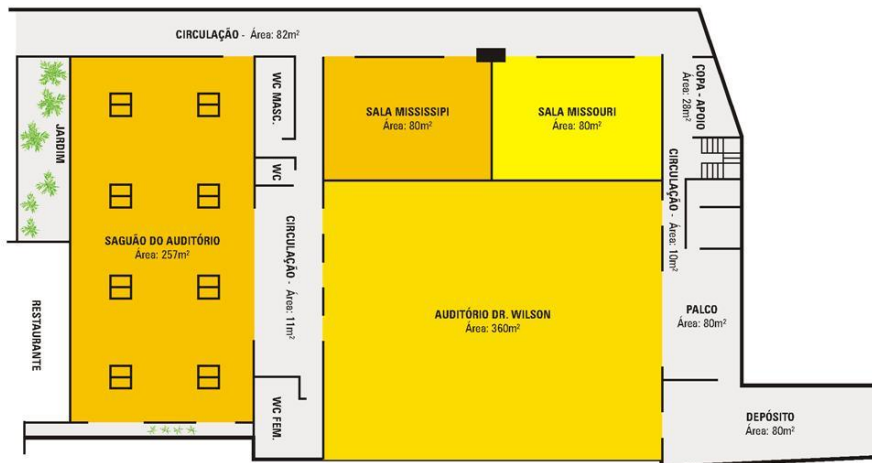 CIRCULAÇÃO - Área: 82m²
WC MASC.
SALA MISSISSIPI
Área: 80m²
SALA MISSOURI
Área: 80m²
COPA - APOIO
Área: 28m²
JARDIM
WC
CIRCULAÇÃO - Área: 10m²
SAGUÃO DO AUDITÓRIO
Área: 257m²
CIRCULAÇÃO - Área: 11m²
RESTAURANTE
AUDITÓRIO DR. WILSON
Área: 360m²
PALCO
Área: 80m²
WC FEM.
DEPÓSITO
Área: 80m²